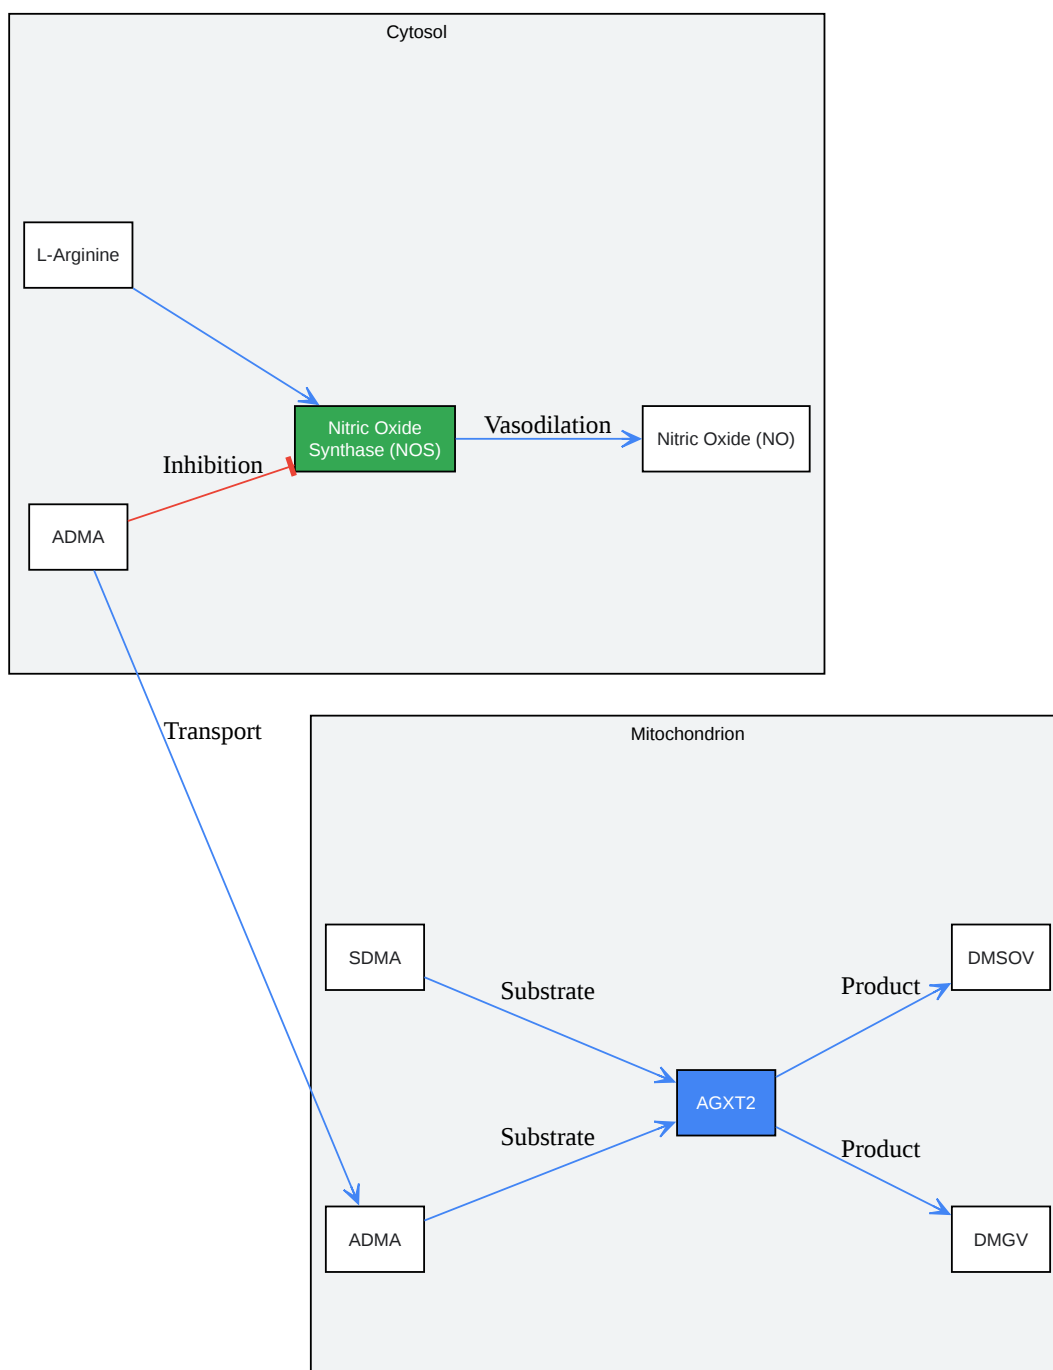 Cytosol
L-Arginine
Nitric Oxide
Synthase (NOS)
Vasodilation
Nitric Oxide (NO)
Inhibition
ADMA
Transport
Mitochondrion
SDMA
DMSOV
Substrate
Product
AGXT2
Substrate
Product
ADMA
DMGV